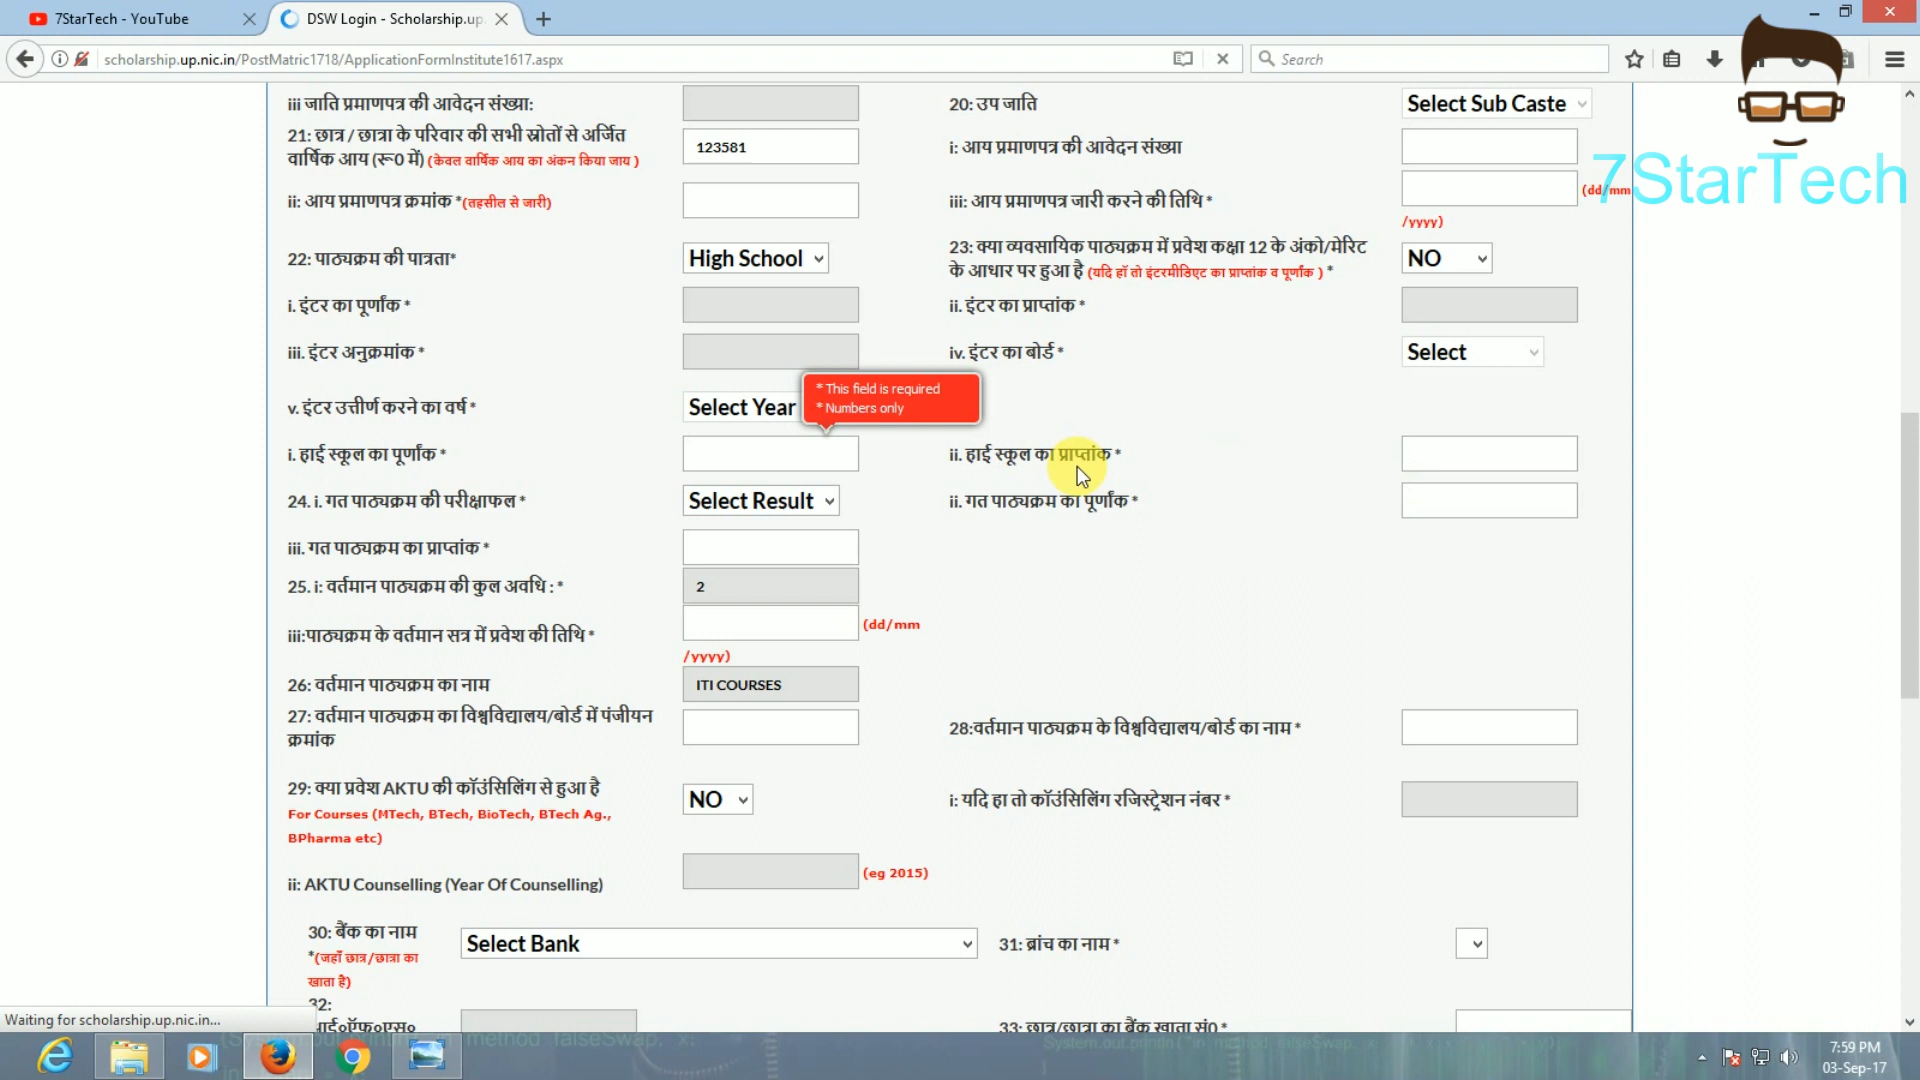 7StarTech - YouTube
DSW Login - Scholarship.up.
scholarship.up.nic.in/PostMatric1718/ApplicationFormInstitute1617.aspx
Search
iii जाति प्रमाणपत्र की आवेदन संख्या:
20: उप जाति
Select Sub Caste
21: छात्र / छात्रा के परिवार की सभी स्रोतों से अर्जित
वार्षिक आय (रू0 में) (केवल वार्षिक आय का अंकन किया जाय )
123581
i: आय प्रमाणपत्र की आवेदन संख्या
7StarTech
ii: आय प्रमाणपत्र क्रमांक *(तहसील से जारी)
iii: आय प्रमाणपत्र जारी करने की तिथि *
(dd/mm
/yyyy)
22: पाठ्यक्रम की पात्रता*
High School
23: क्या व्यवसायिक पाठ्यक्रम में प्रवेश कक्षा 12 के अंको/मेरिट
के आधार पर हुआ है (यदि हॉ तो इंटरमीडिएट का प्राप्तांक व पूर्णांक ) *
NO
i. इंटर का पूर्णांक *
ii. इंटर का प्राप्तांक *
iii. इंटर अनुक्रमांक *
iv. इंटर का बोर्ड *
Select
* This field is required
* Numbers only
v. इंटर उत्तीर्ण करने का वर्ष *
Select Year
i. हाई स्कूल का पूर्णांक *
ii. हाई स्कूल का प्राप्तांक *
24. i. गत पाठ्यक्रम की परीक्षाफल *
Select Result
ii. गत पाठ्यक्रम का पूर्णांक *
iii. गत पाठ्यक्रम का प्राप्तांक *
25. i: वर्तमान पाठ्यक्रम की कुल अवधि : *
2
iii:पाठ्यक्रम के वर्तमान सत्र में प्रवेश की तिथि *
(dd/mm
/yyyy)
26: वर्तमान पाठ्यक्रम का नाम
ITI COURSES
27: वर्तमान पाठ्यक्रम का विश्वविद्यालय/बोर्ड में पंजीयन
क्रमांक
28:वर्तमान पाठ्यक्रम के विश्वविद्यालय/बोर्ड का नाम *
29: क्या प्रवेश AKTU की कॉउंसिलिंग से हुआ है
For Courses (MTech, BTech, BioTech, BTech Ag.,
BPharma etc)
NO
i: यदि हा तो कॉउंसिलिंग रजिस्ट्रेशन नंबर *
ii: AKTU Counselling (Year Of Counselling)
(eg 2015)
30: बैंक का नाम
*(जहाँ छात्र/छात्रा का
खाता है)
Select Bank
31: ब्रांच का नाम *
32:
33: छात्र/छात्रा का बैंक खाता सं0 *
Waiting for scholarship.up.nic.in...
7:59 PM
03-Sep-17